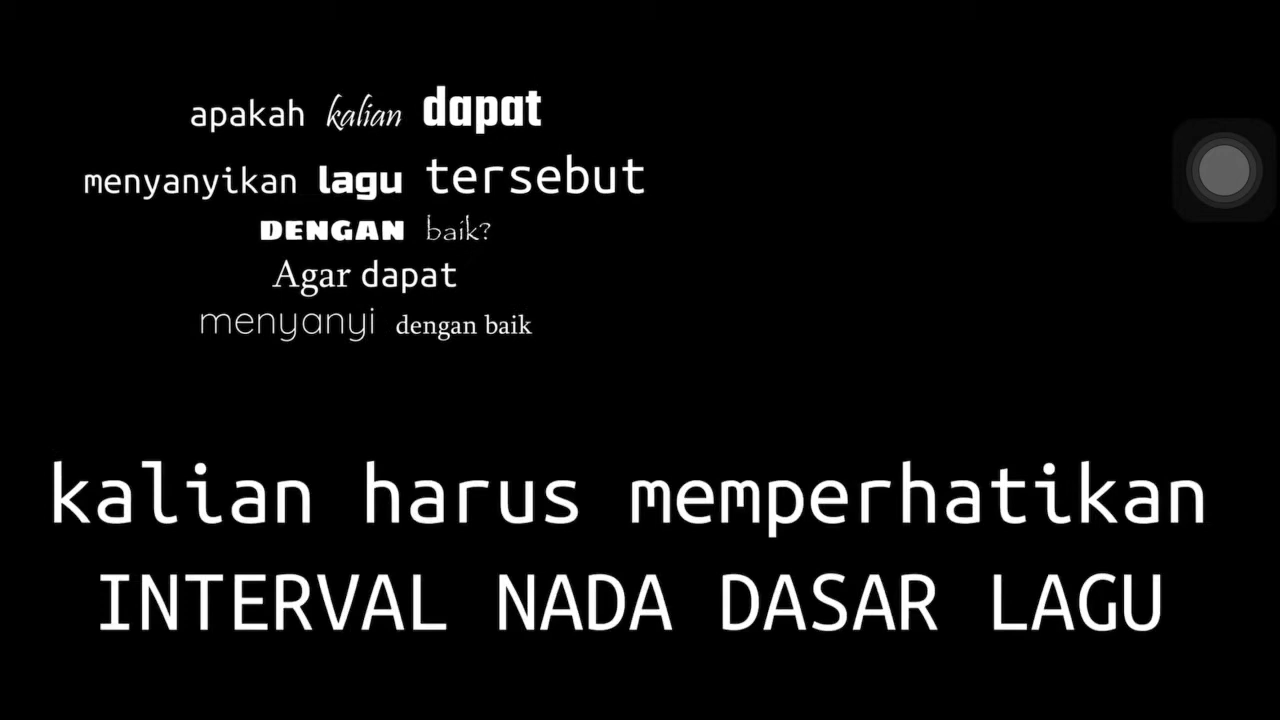 apakah kalian dapat
menyanyikan lagu tersebut
DENGAN baik?
Agar dapat
menyanyi dengan baik
kalian harus memperhatikan
INTERVAL NADA DASAR LAGU